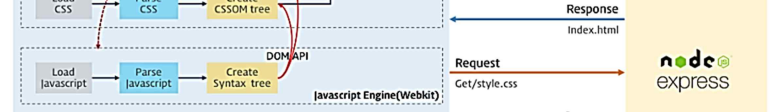 Load
CSS
Parse
CSS
Create
CSSOM tree
Response
Index.html
DOM API
Load
Javascript
Parse
Javascript
Create
Syntax tree
Javascript Engine(Webkit)
Request
Get/style.css
node
express